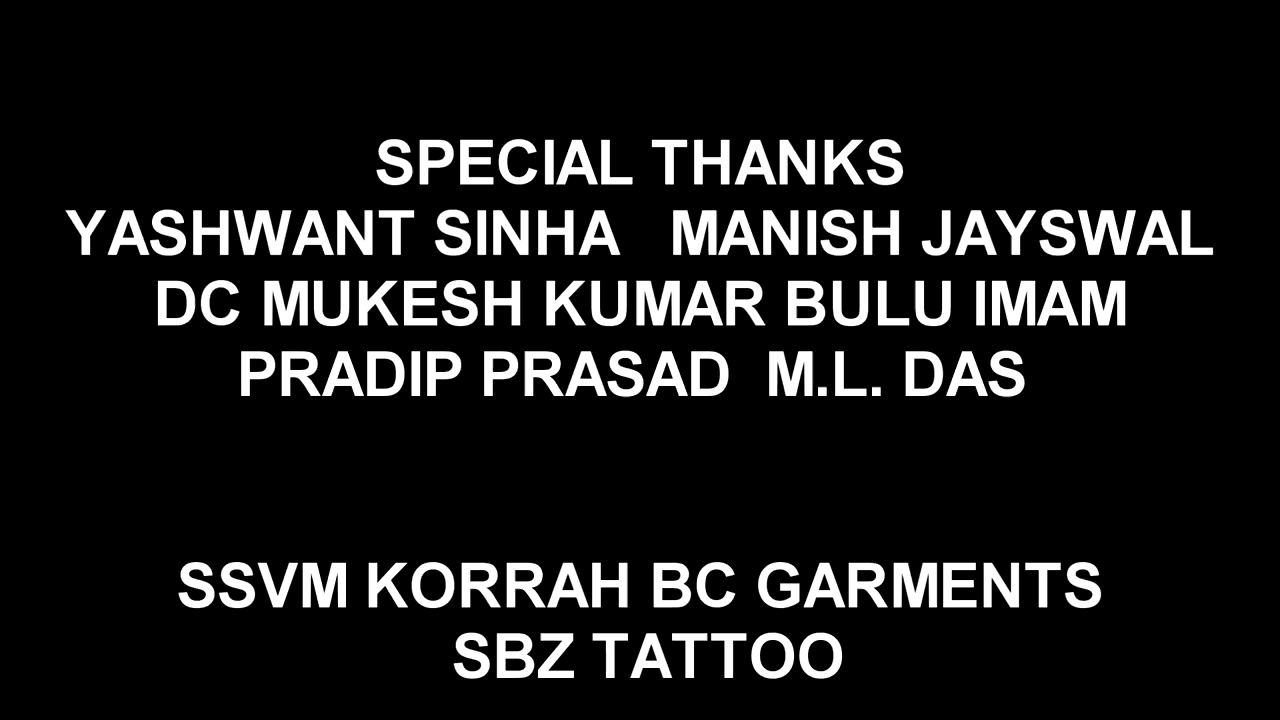 SPECIAL THANKS
YASHWANT SINHA   MANISH JAYSWAL
DC MUKESH KUMAR BULU IMAM
PRADIP PRASAD  M.L. DAS
SSVM KORRAH BC GARMENTS
SBZ TATTOO